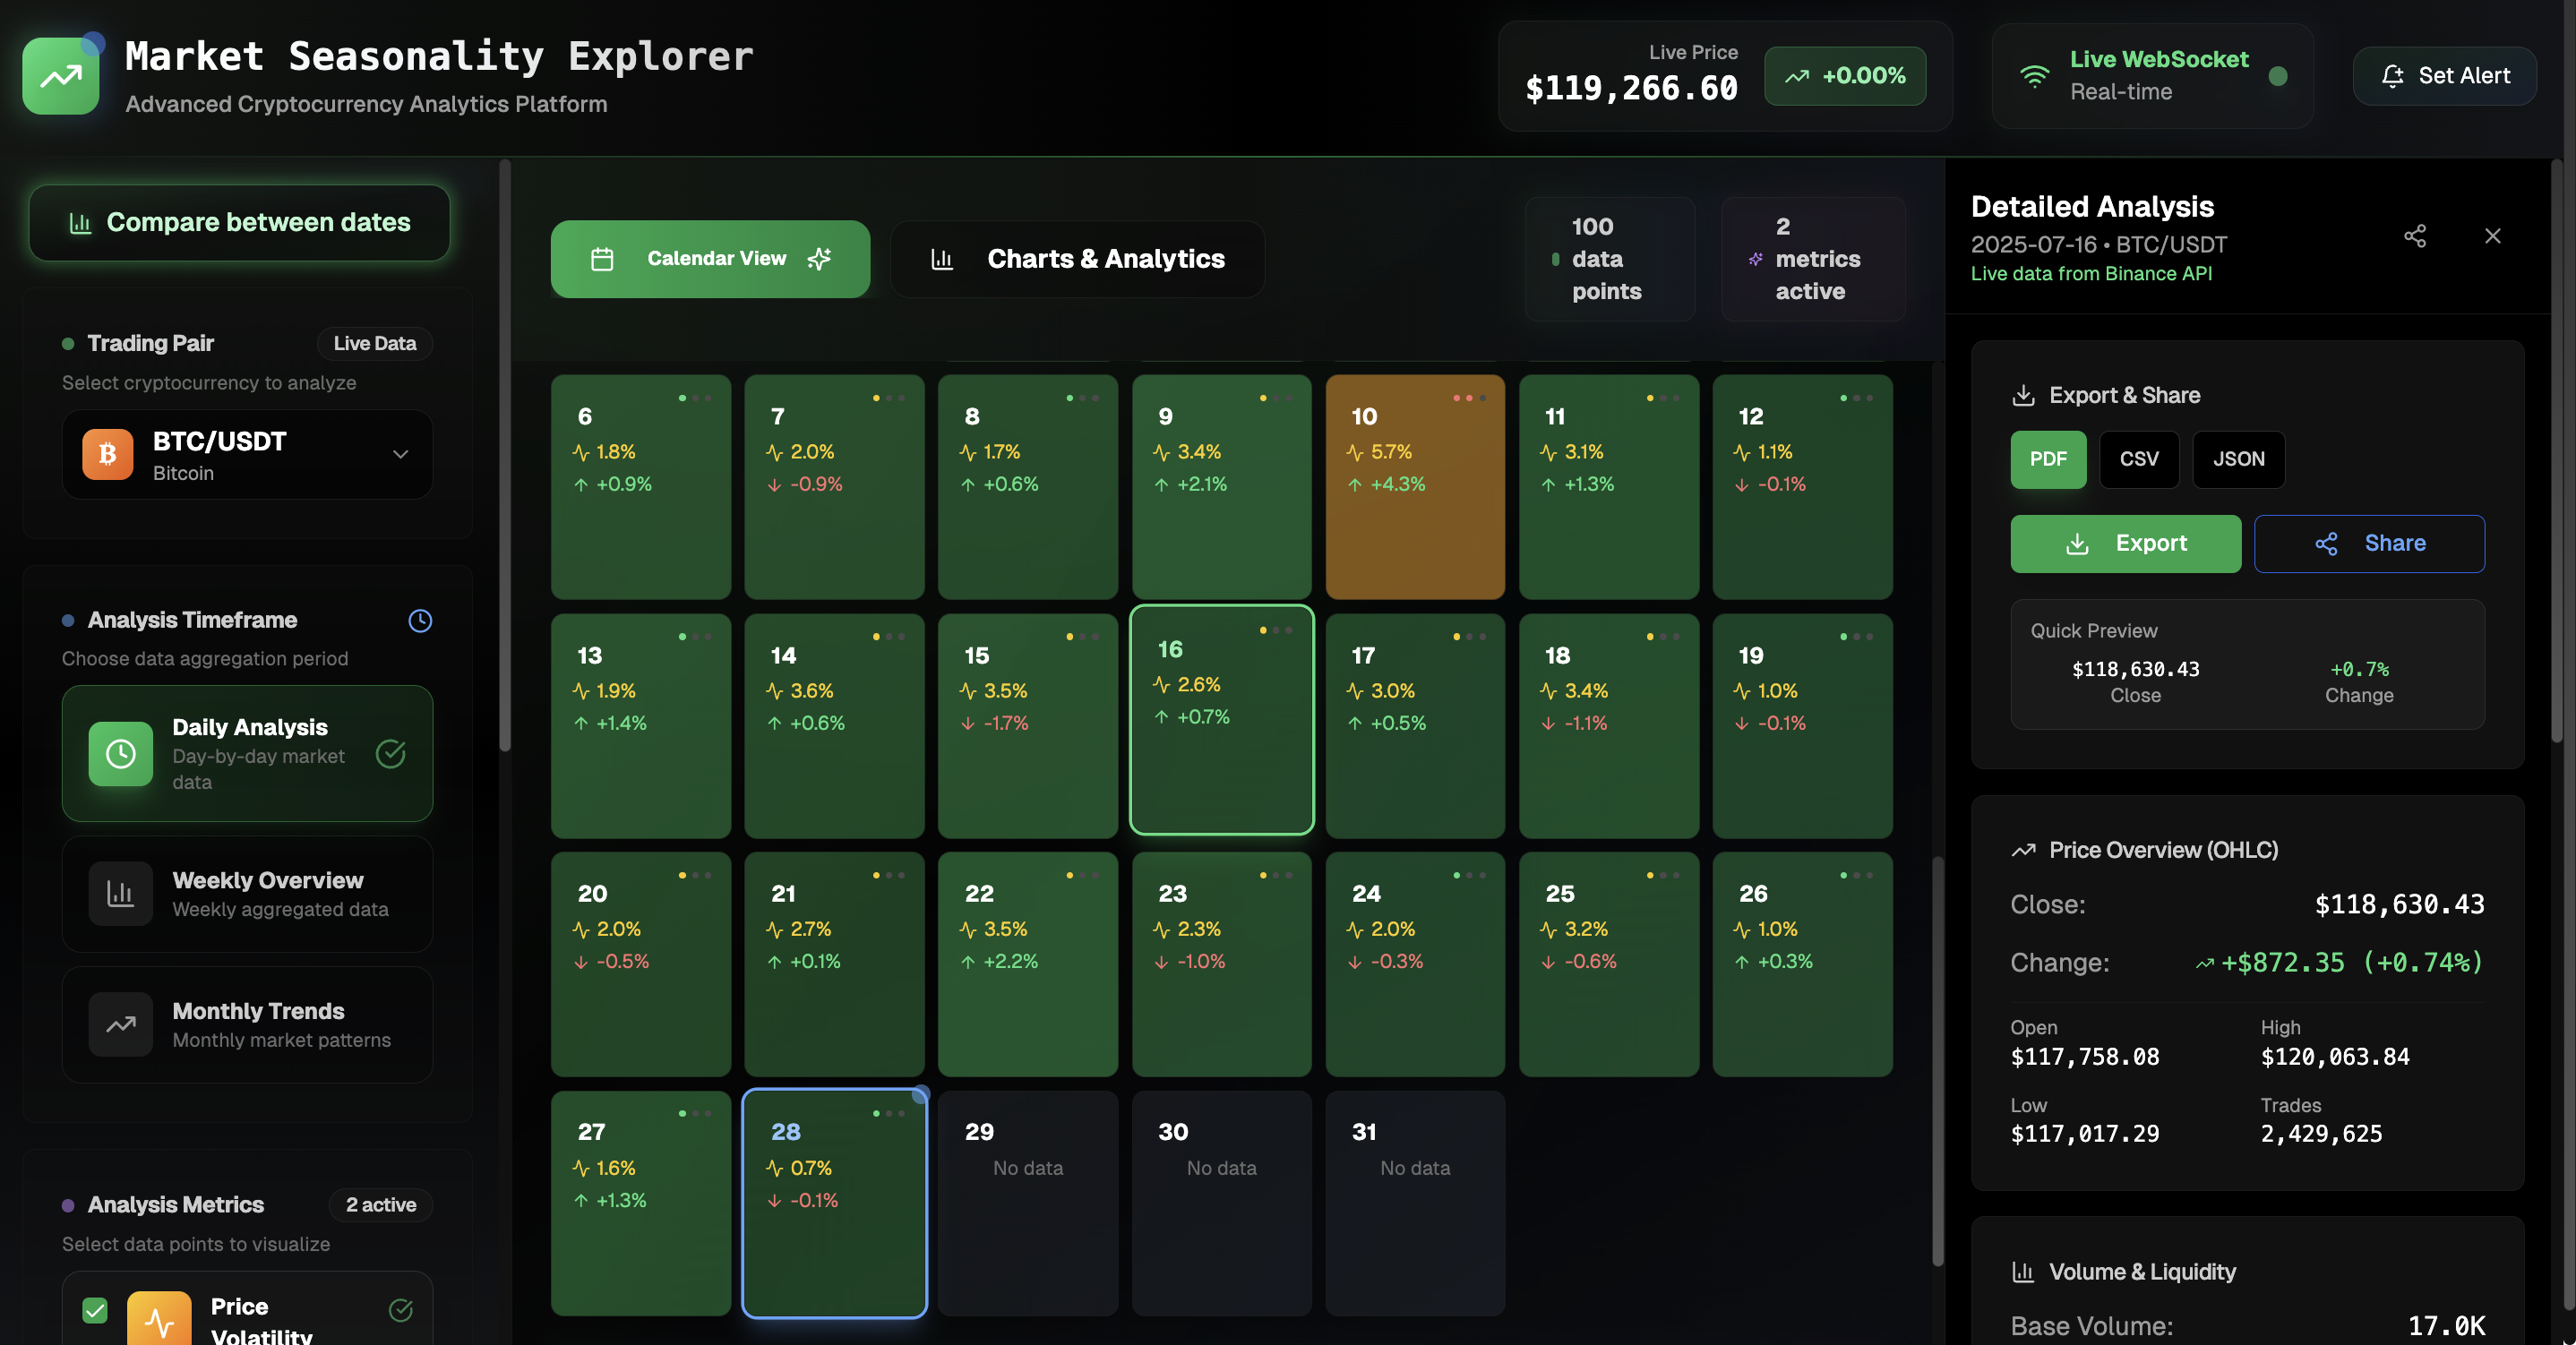 Market Seasonality Explorer
Advanced Cryptocurrency Analytics Platform
Live Price
$119,266.60
+0.00%
Live WebSocket
Real-time
Set Alert
Compare between dates
Trading Pair
Live Data
Select cryptocurrency to analyze
BTC/USDT
Bitcoin
Analysis Timeframe
Choose data aggregation period
Daily Analysis
Day-by-day market
data
Weekly Overview
Weekly aggregated data
Monthly Trends
Monthly market patterns
Analysis Metrics
2 active
Select data points to visualize
Price
Volatility
Calendar View
Charts & Analytics
100
data
points
2
metrics
active
6
1.8%
+0.9%
7
2.0%
-0.9%
8
1.7%
+0.6%
9
3.4%
+2.1%
10
5.7%
+4.3%
11
3.1%
+1.3%
12
1.1%
-0.1%
13
1.9%
+1.4%
14
3.6%
+0.6%
15
3.5%
-1.7%
16
2.6%
+0.7%
17
3.0%
+0.5%
18
3.4%
-1.1%
19
1.0%
-0.1%
20
2.0%
-0.5%
21
2.7%
+0.1%
22
3.5%
+2.2%
23
2.3%
-1.0%
24
2.0%
-0.3%
25
3.2%
-0.6%
26
1.0%
+0.3%
27
1.6%
+1.3%
28
0.7%
-0.1%
29
No data
30
No data
31
No data
Detailed Analysis
2025-07-16 • BTC/USDT
Live data from Binance API
Export & Share
PDF
CSV
JSON
Export
Share
Quick Preview
$118,630.43
Close
+0.7%
Change
Price Overview (OHLC)
Close:
$118,630.43
Change:
+$872.35 (+0.74%)
Open
$117,758.08
High
$120,063.84
Low
$117,017.29
Trades
2,429,625
Volume & Liquidity
Base Volume:
17.0K